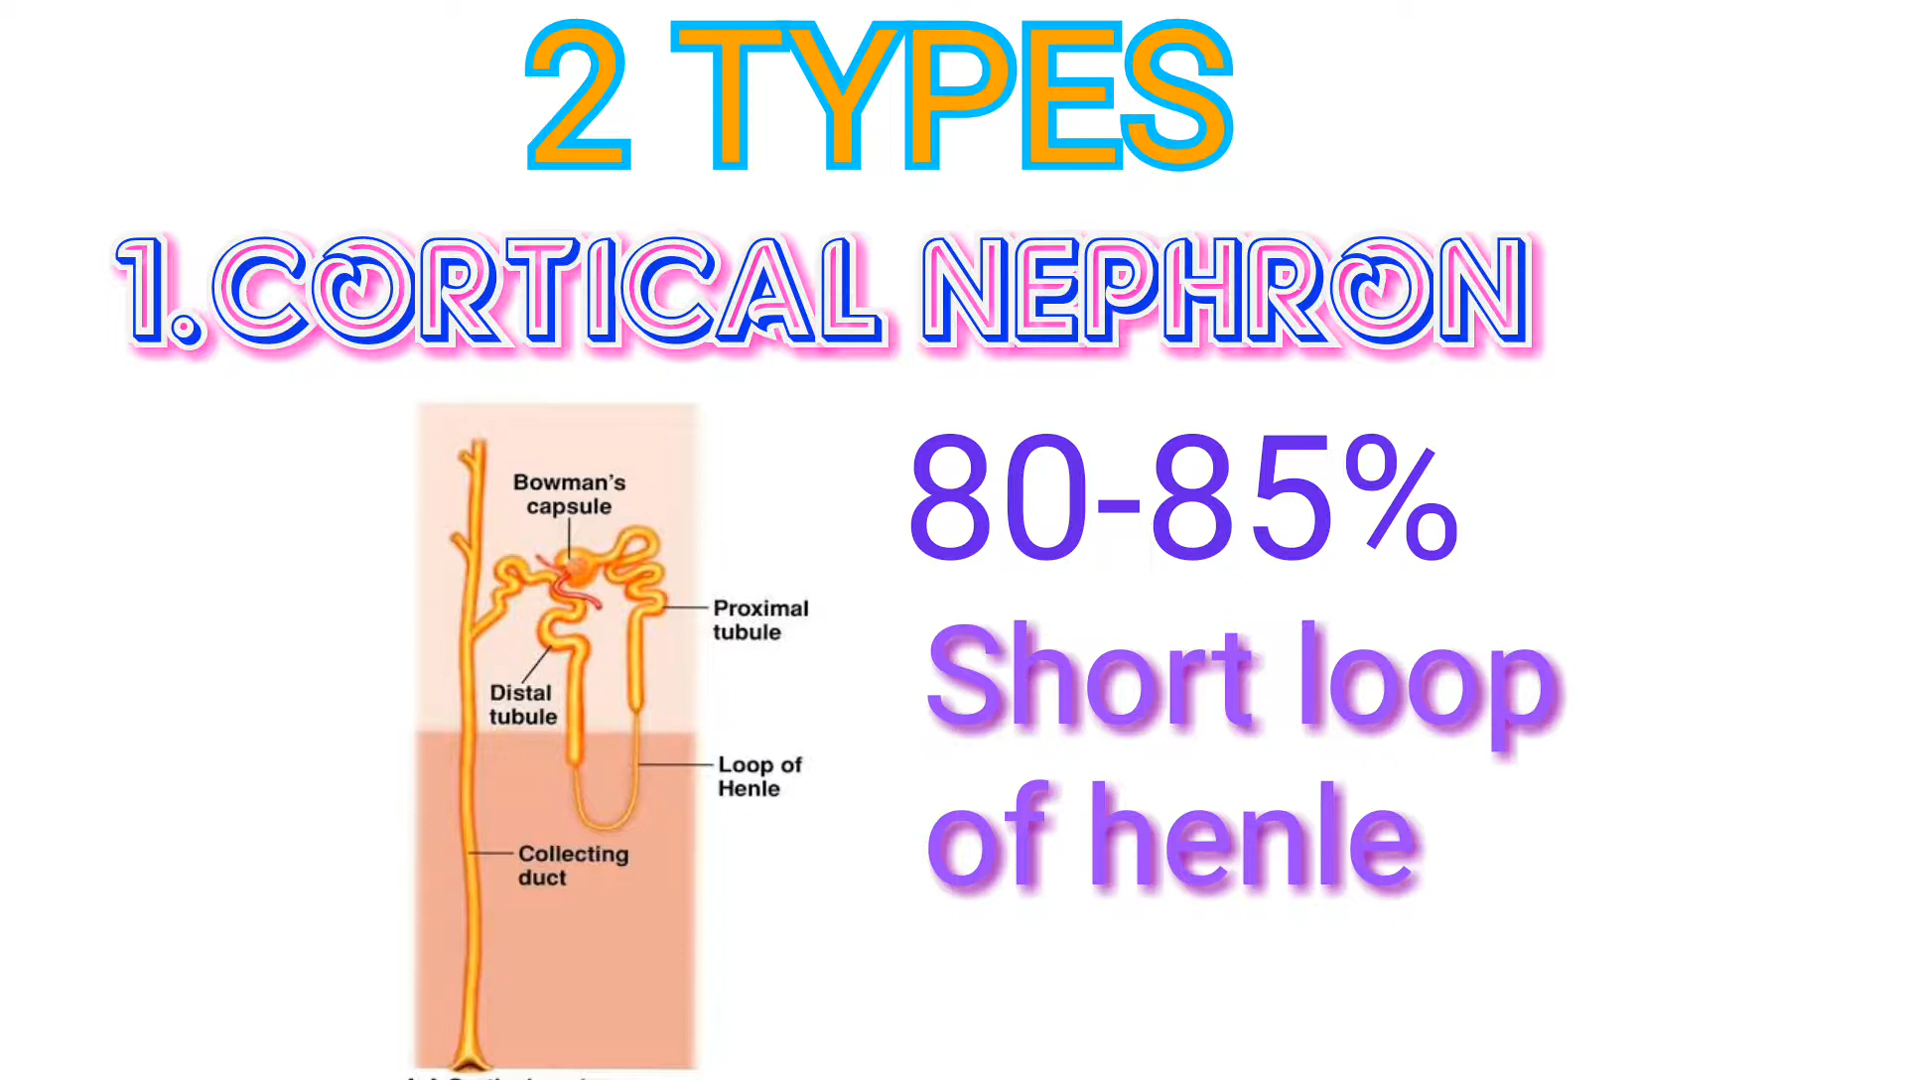 2 TYPES
1.CORTICAL NEPHRON
80-85%
Short loop
of henle
Bowman's
capsule
Proximal
tubule
Distal
tubule
Loop of
Henle
Collecting
duct